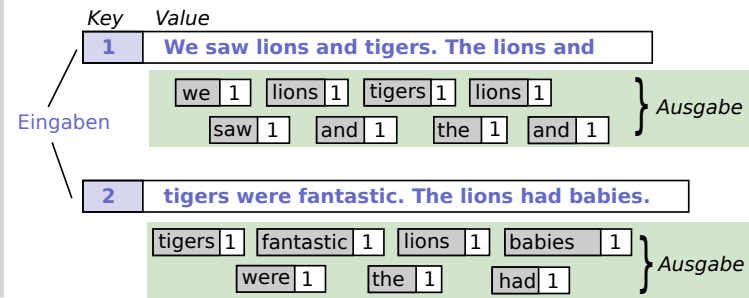 Key Value
1 We saw lions and tigers. The lions and
we 1 lions 1 tigers 1 lions 1
Ausgabe
Eingaben
saw 1 and 1 the 1 and 1
2 tigers were fantastic. The lions had babies.
tigers 1 fantastic 1 lions 1 babies 1
Ausgabe
were 1 the 1 had 1